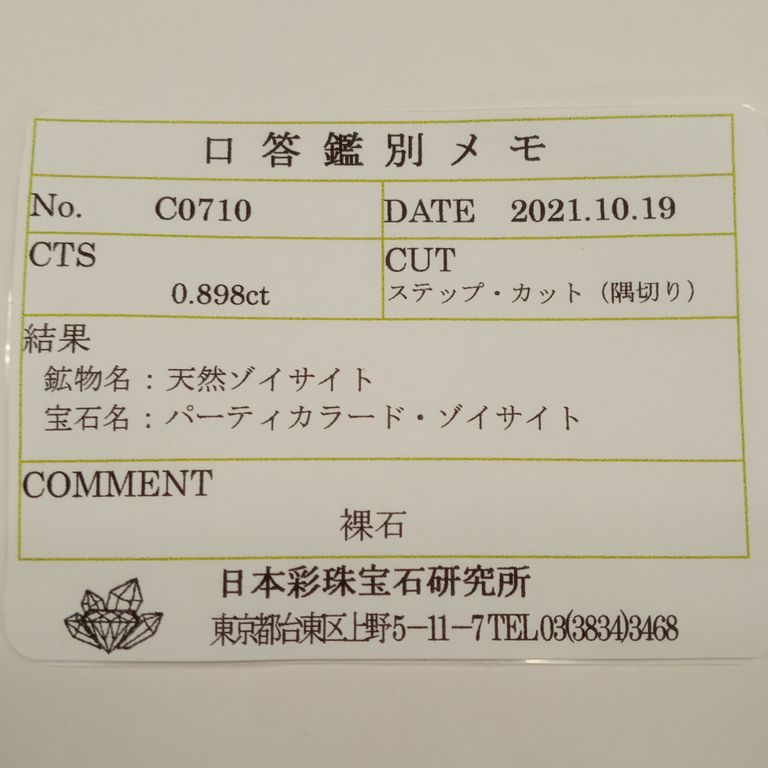 口答鑑別メモ
No. C0710 DATE 2021.10.19
CTS CUT
0.898ct ステップ・カット（隅切り）
結果
鉱物名：天然ゾイサイト
宝石名：パーティカラード・ゾイサイト
COMMENT
裸石
日本彩珠宝石研究所
東京都台東区上野5－11－7 TEL03(3834)3468